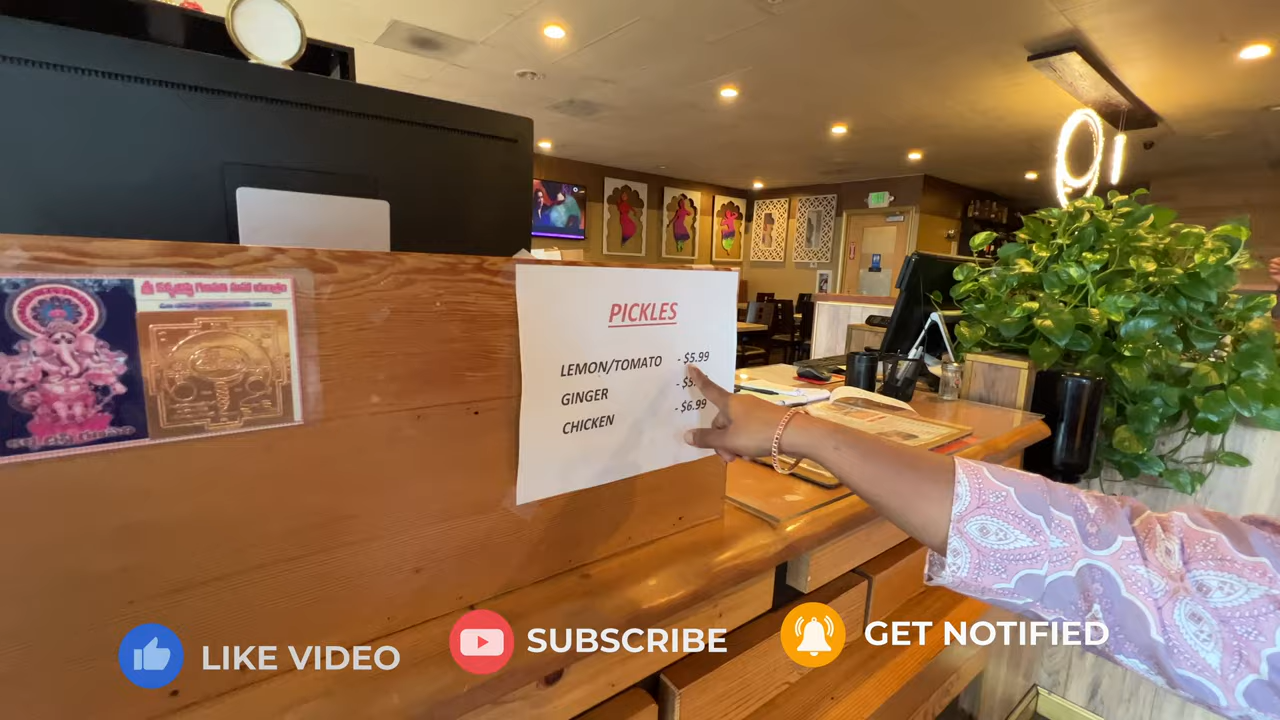 PICKLES
LEMON/TOMATO - $5.99
GINGER
CHICKEN - $6.99
LIKE VIDEO
SUBSCRIBE
GET NOTIFIED